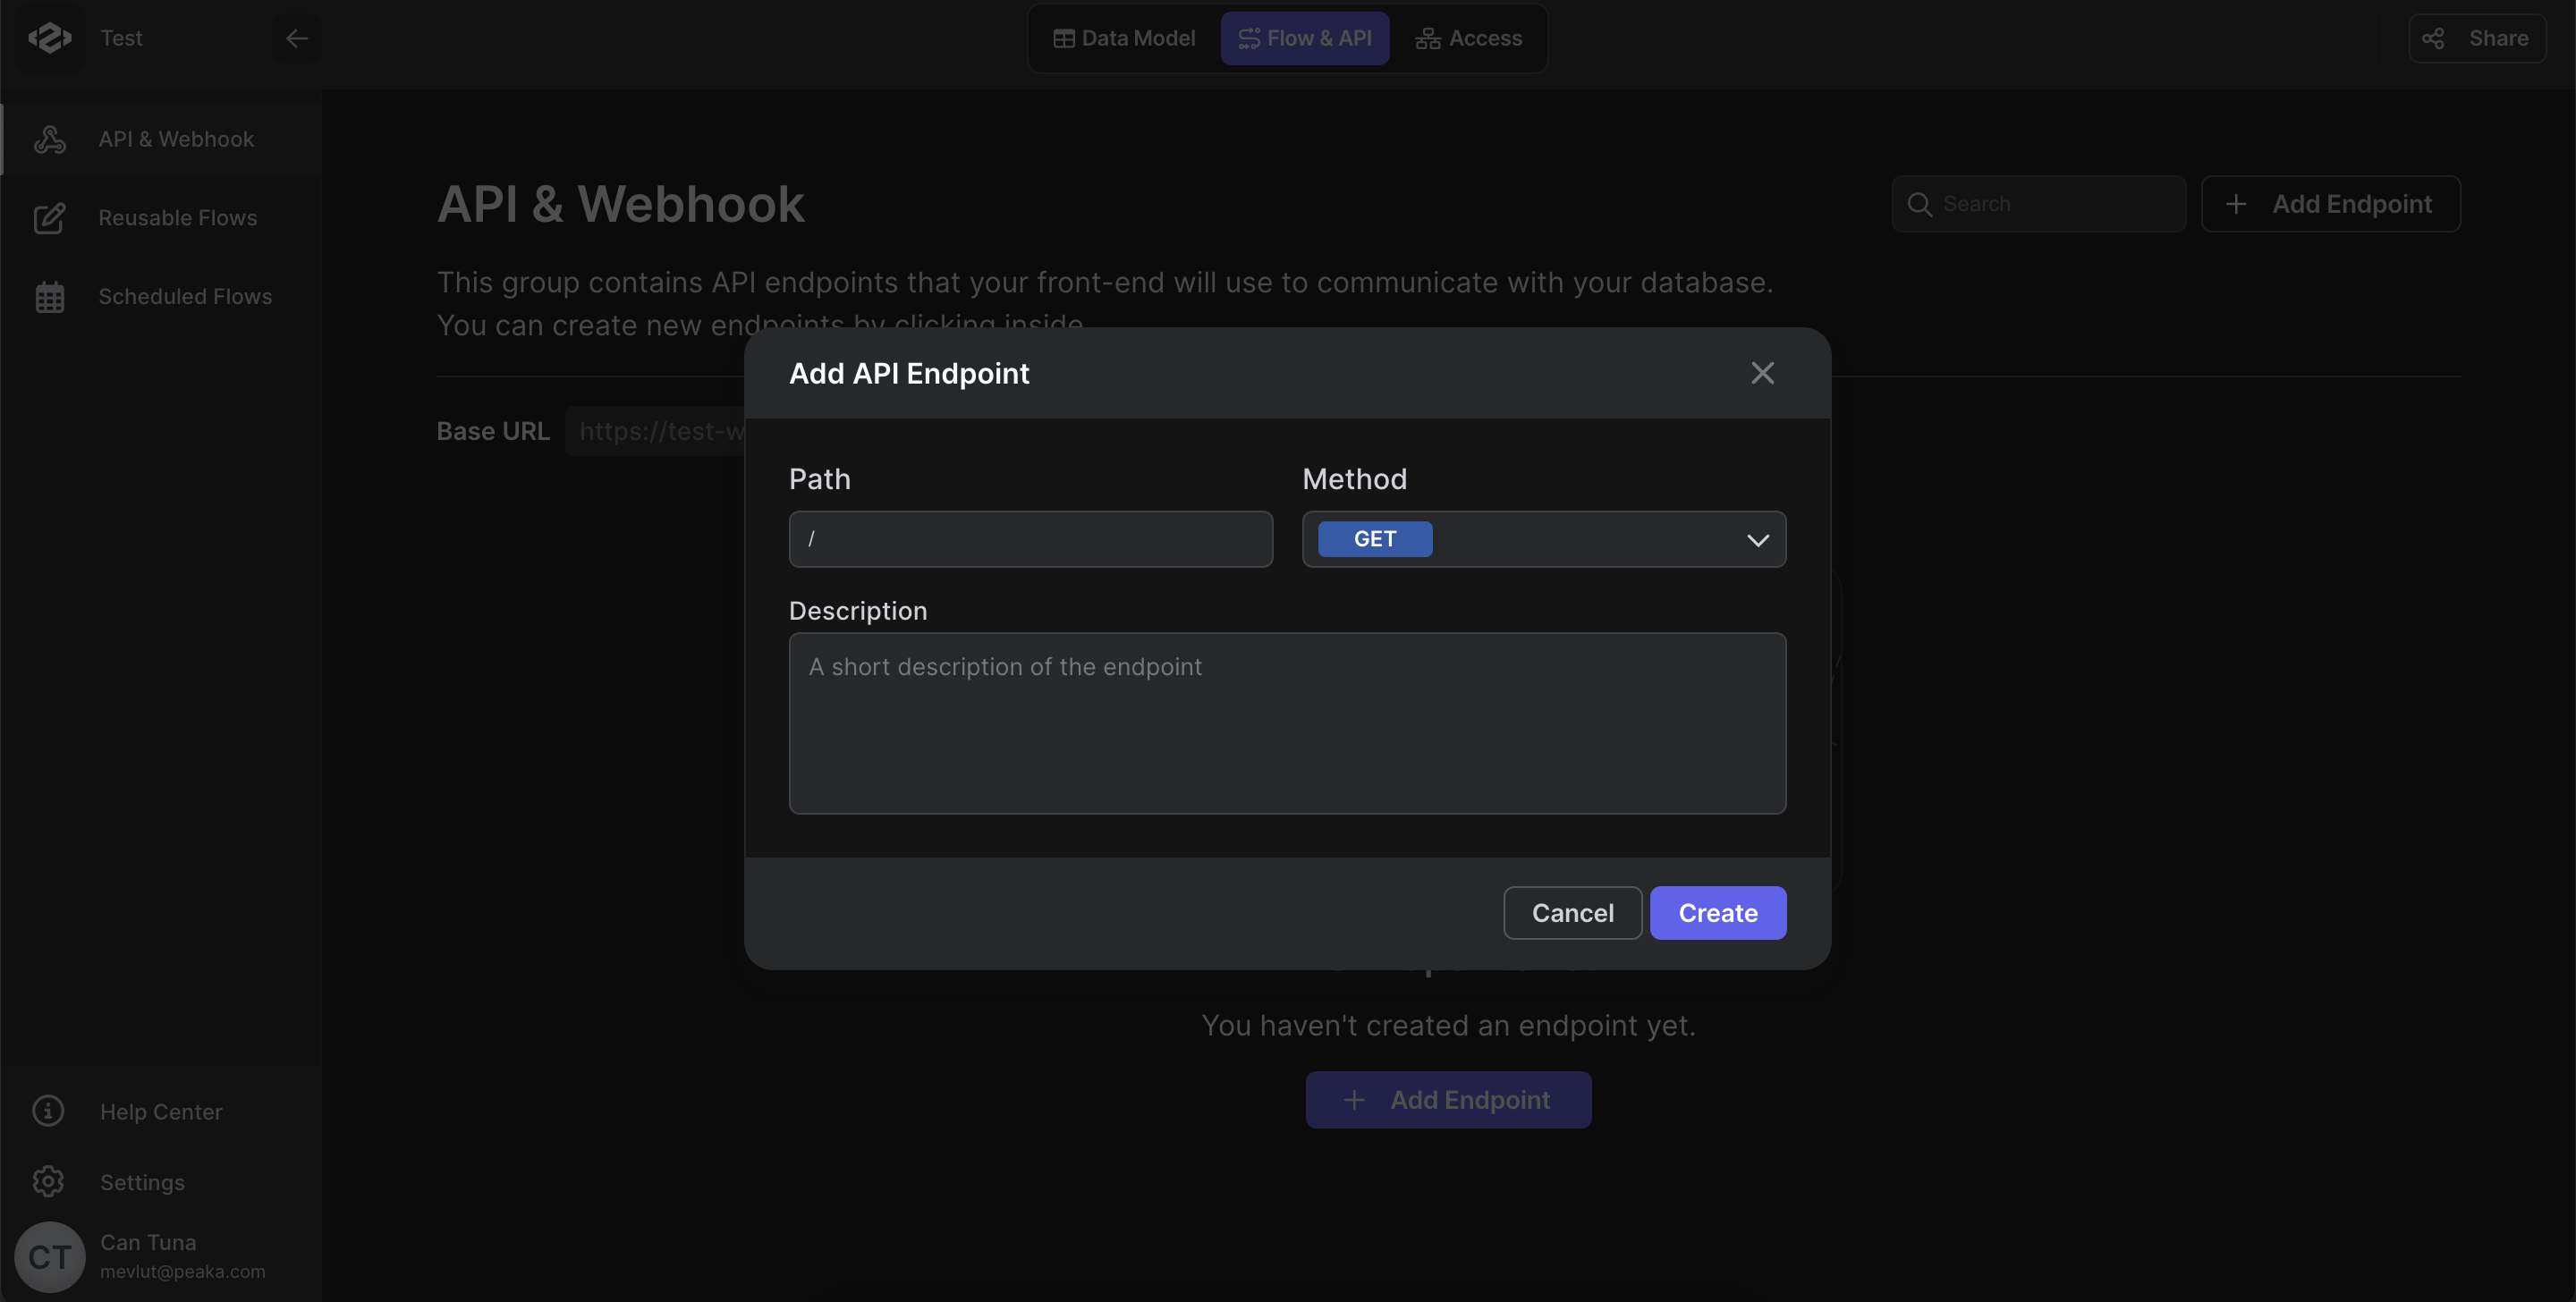 Test
Data Model
Flow & API
Access
Share
API & Webhook
Reusable Flows
Scheduled Flows
API & Webhook
Search
Add Endpoint
This group contains API endpoints that your front-end will use to communicate with your database.
You can create new endpoints by clicking inside
Base URL
https://test-w
Add API Endpoint
Path
Method
/
GET
Description
A short description of the endpoint
Cancel
Create
You haven't created an endpoint yet.
Add Endpoint
Help Center
Settings
CT
Can Tuna
mevlut@peaka.com